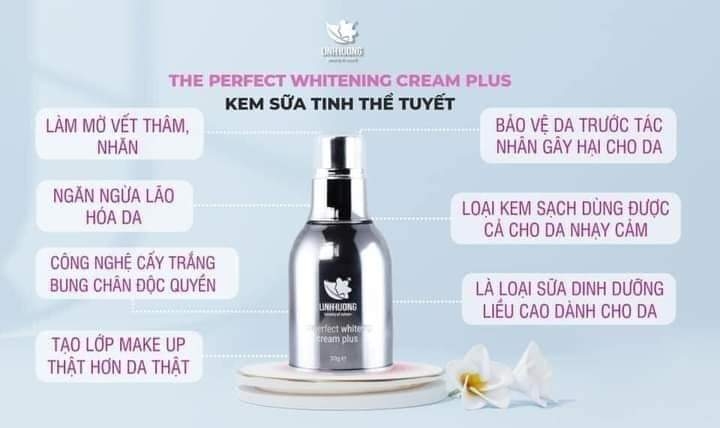 LINHHUONG
THE PERFECT WHITENING CREAM PLUS
KEM SỮA TINH THỂ TUYẾT
LÀM MỜ VẾT THÂM,
NHĂN
NGĂN NGỪA LÃO
HÓA DA
CÔNG NGHỆ CẤY TRẮNG
BUNG CHÂN ĐỘC QUYỀN
TẠO LỚP MAKE UP
THẬT HƠN DA THẬT
BẢO VỆ DA TRƯỚC TÁC
NHÂN GÂY HẠI CHO DA
LOẠI KEM SẠCH DÙNG ĐƯỢC
CẢ CHO DA NHẠY CẢM
LÀ LOẠI SỮA DINH DƯỠNG
LIỀU CAO DÀNH CHO DA
LINHHUONG
perfect
cream plus
30g